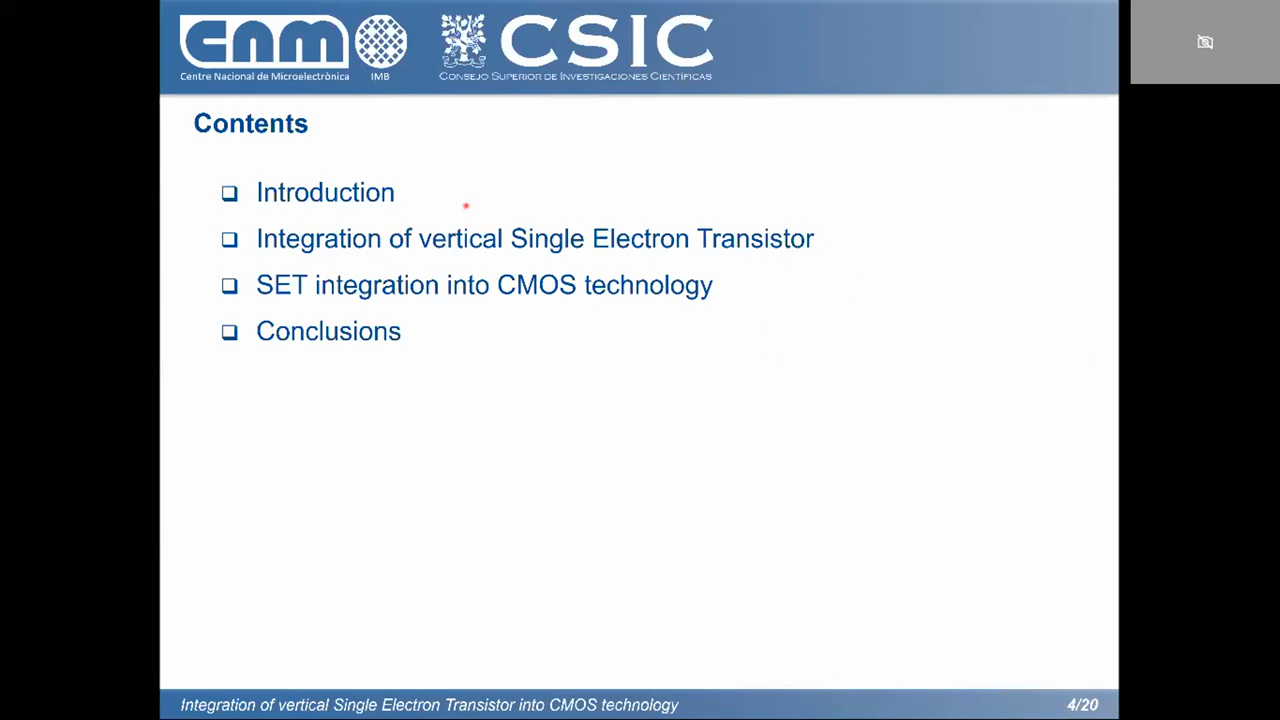 cnm
CSIC
Centre Nacional de Microelectrònica
IMB
CONSEJO SUPERIOR DE INVESTIGACIONES CIENTÍFICAS
Contents
Introduction
Integration of vertical Single Electron Transistor
SET integration into CMOS technology
Conclusions
Integration of vertical Single Electron Transistor into CMOS technology
4/20